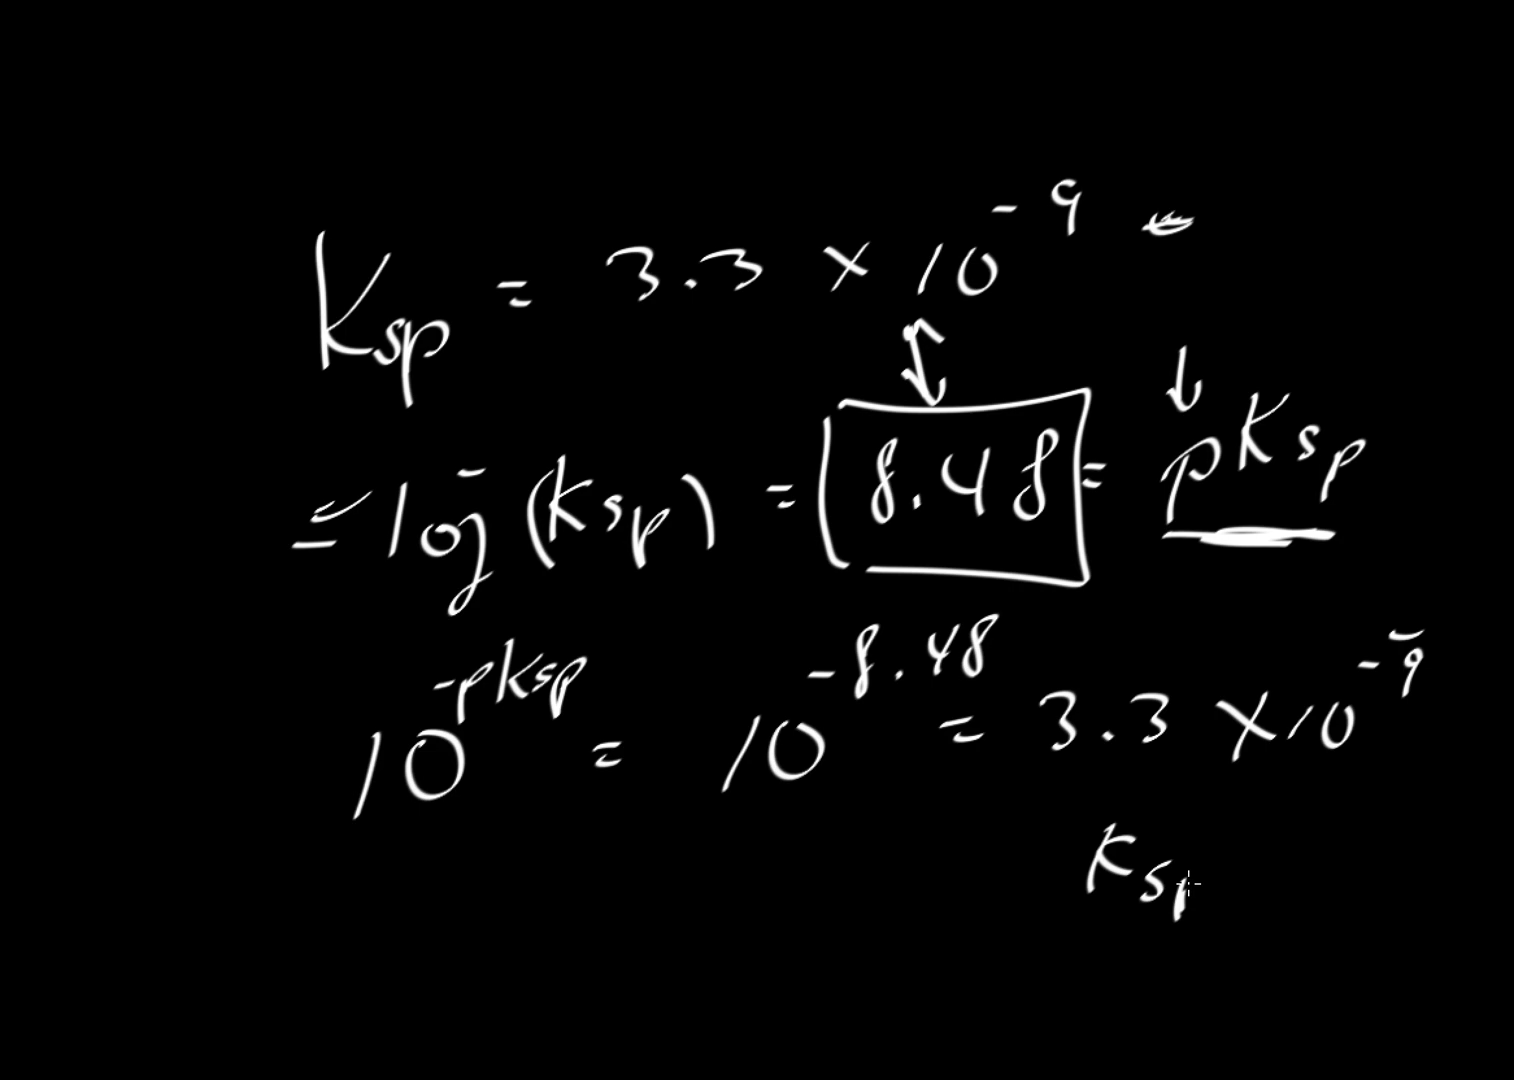 Ksp = 3.3 × 10^-9
= -log (Ksp) = 8.48 = pKsp
10^-pKsp = 10^-8.48 = 3.3 × 10^-9
Ksp